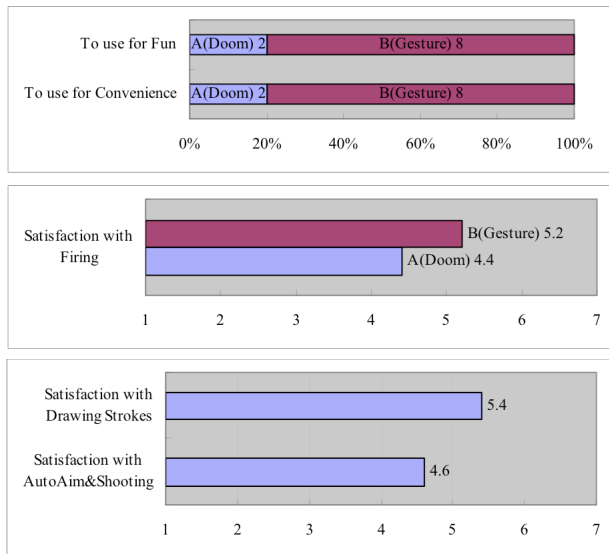 To use for Fun
A(Doom) 2
B(Gesture) 8
To use for Convenience
A(Doom) 2
B(Gesture) 8
0% 20% 40% 60% 80% 100%
Satisfaction with
Firing
B(Gesture) 5.2
A(Doom) 4.4
1 2 3 4 5 6 7
Satisfaction with
Drawing Strokes
5.4
Satisfaction with
AutoAim&Shooting
4.6
1 2 3 4 5 6 7